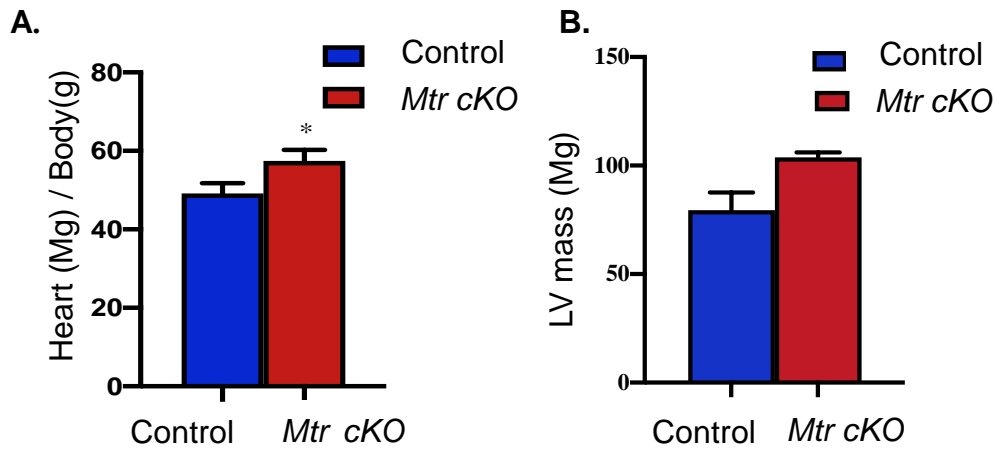 A.
Control
Mtr cKO
Heart (Mg) / Body(g)
80
60
40
20
0
*
Control
Mtr cKO
B.
Control
Mtr cKO
LV mass (Mg)
150
100
50
0
Control
Mtr cKO